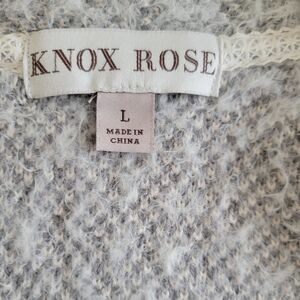 KNOX ROSE
L
MADE IN
CHINA